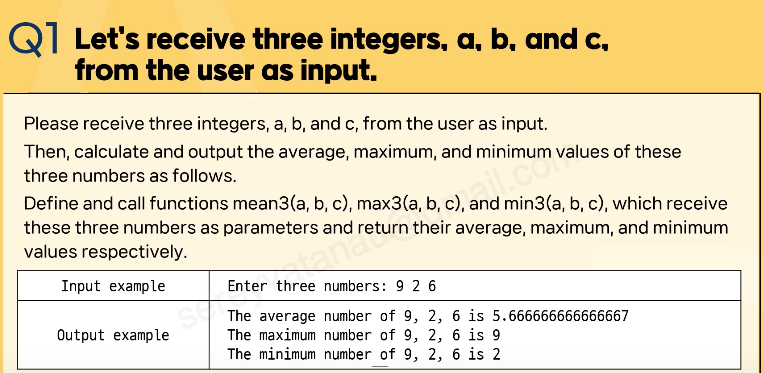 Q1 Let's receive three integers, a, b, and c,
from the user as input.
Please receive three integers, a, b, and c, from the user as input.
Then, calculate and output the average, maximum, and minimum values of these
three numbers as follows.
Define and call functions mean3(a, b, c), max3(a, b, c), and min3(a, b, c), which receive
these three numbers as parameters and return their average, maximum, and minimum
values respectively.
Input example
Enter three numbers: 9 2 6
Output example
The average number of 9, 2, 6 is 5.666666666666667
The maximum number of 9, 2, 6 is 9
The minimum number of 9, 2, 6 is 2